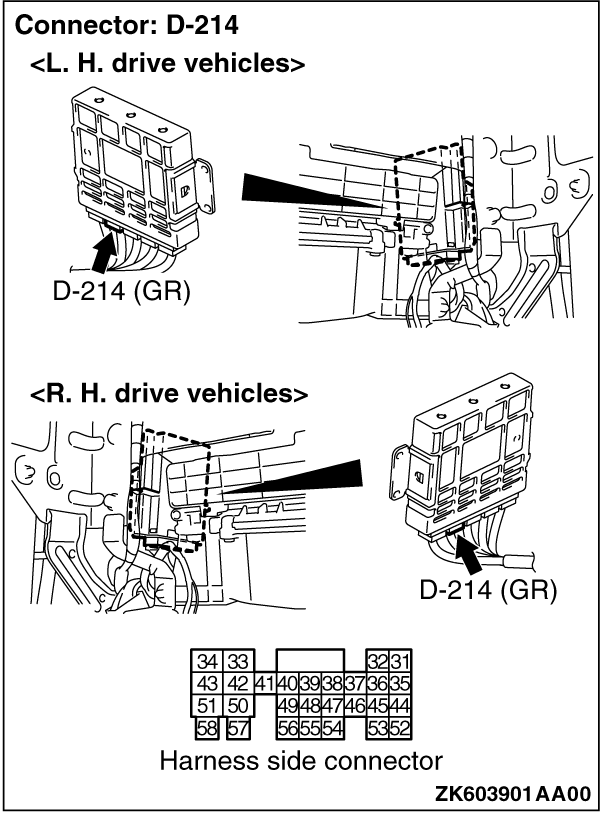 Connector: D-214
<L. H. drive vehicles>
D-214 (GR)
<R. H. drive vehicles>
D-214 (GR)
34 33 32 31
43 42 41 40 39 38 37 36 35
51 50 49 48 47 46 45 44
58 57 56 55 54 53 52
Harness side connector
ZK603901AA00